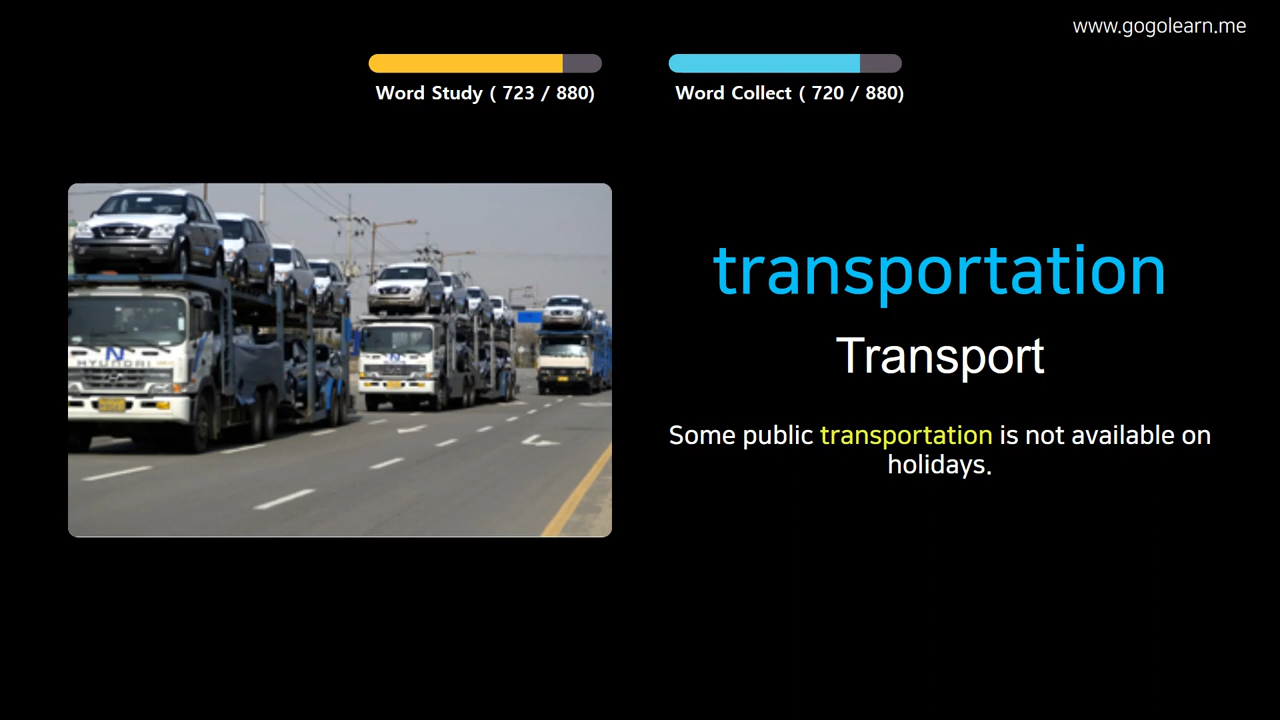 www.gogolearn.me
Word Study ( 723 / 880)
Word Collect ( 720 / 880)
transportation
Transport
Some public transportation is not available on
holidays.
N
HYUNDAI